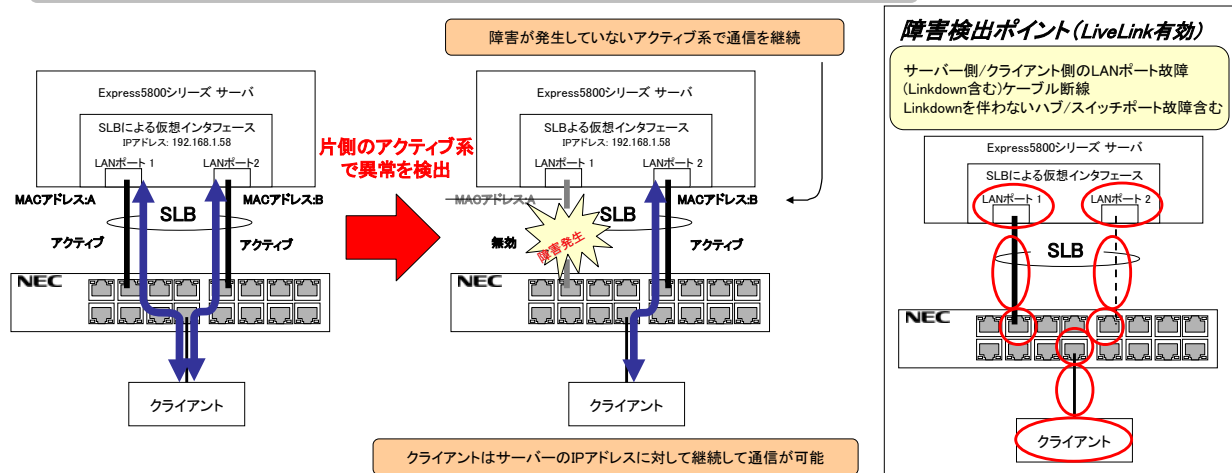 障害が発生していないアクティブ系で通信を継続
Express5800シリーズ サーバ
SLBによる仮想インタフェース
IPアドレス: 192.168.1.58
LANポート 1
LANポート2
MACアドレス:A
MACアドレス:B
SLB
アクティブ
アクティブ
NEC
クライアント
片側のアクティブ系
で異常を検出
Express5800シリーズ サーバ
SLBよる仮想インタフェース
IPアドレス: 192.168.1.58
LANポート 1
LANポート 2
MACアドレス:A
MACアドレス:B
SLB
無効
障害発生
アクティブ
NEC
クライアント
クライアントはサーバーのIPアドレスに対して継続して通信が可能
障害検出ポイント(LiveLink有効)
サーバー側/クライアント側のLANポート故障
(Linkdown含む)ケーブル断線
Linkdownを伴わないハブ/スイッチポート故障含む
Express5800シリーズ サーバ
SLBによる仮想インタフェース
LANポート 1
LANポート 2
SLB
NEC
クライアント